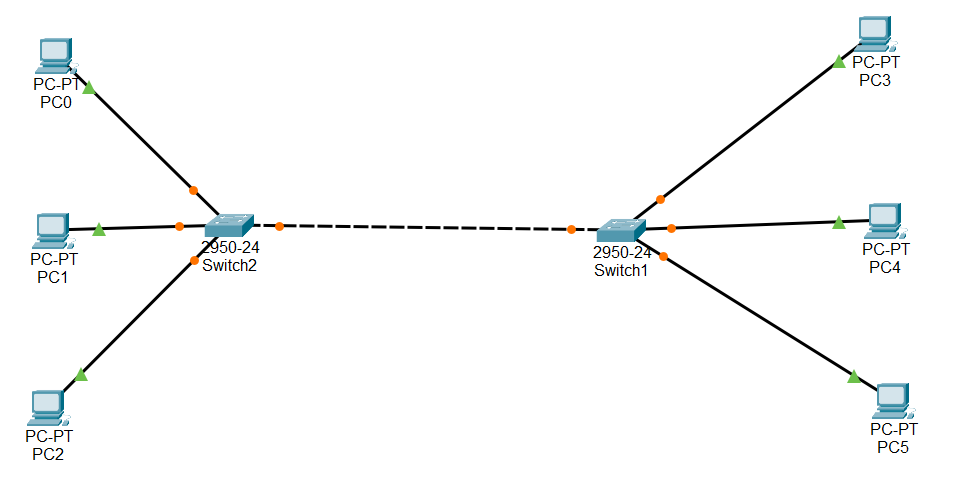 PC-PT
PC0
PC-PT
PC3
PC-PT
PC1
2950-24
Switch2
2950-24
Switch1
PC-PT
PC4
PC-PT
PC2
PC-PT
PC5